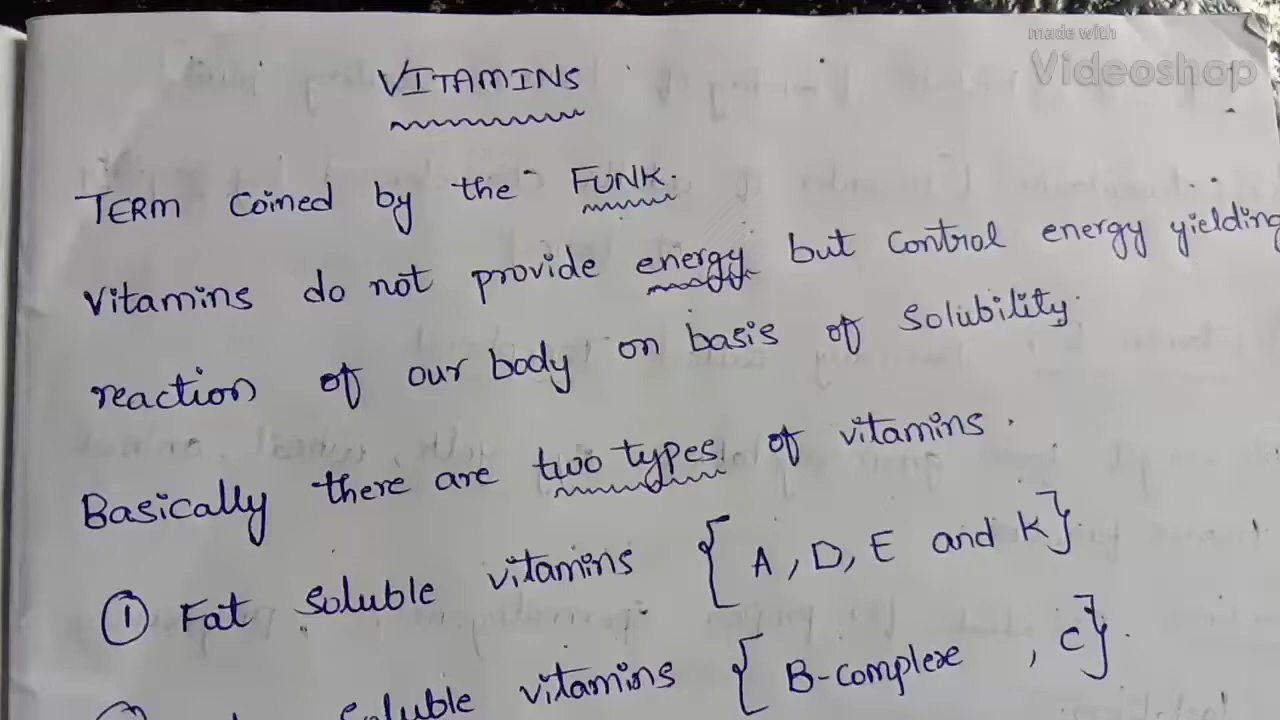 made with
Videoshop
VITAMINS
TERM coined by the FUNK.
Vitamins do not provide energy but control energy yielding
reaction of our body on basis of solubility.
Basically there are two types of vitamins.
① Fat soluble vitamins {A, D, E and K}.
soluble vitamins {B-complexe, C}.